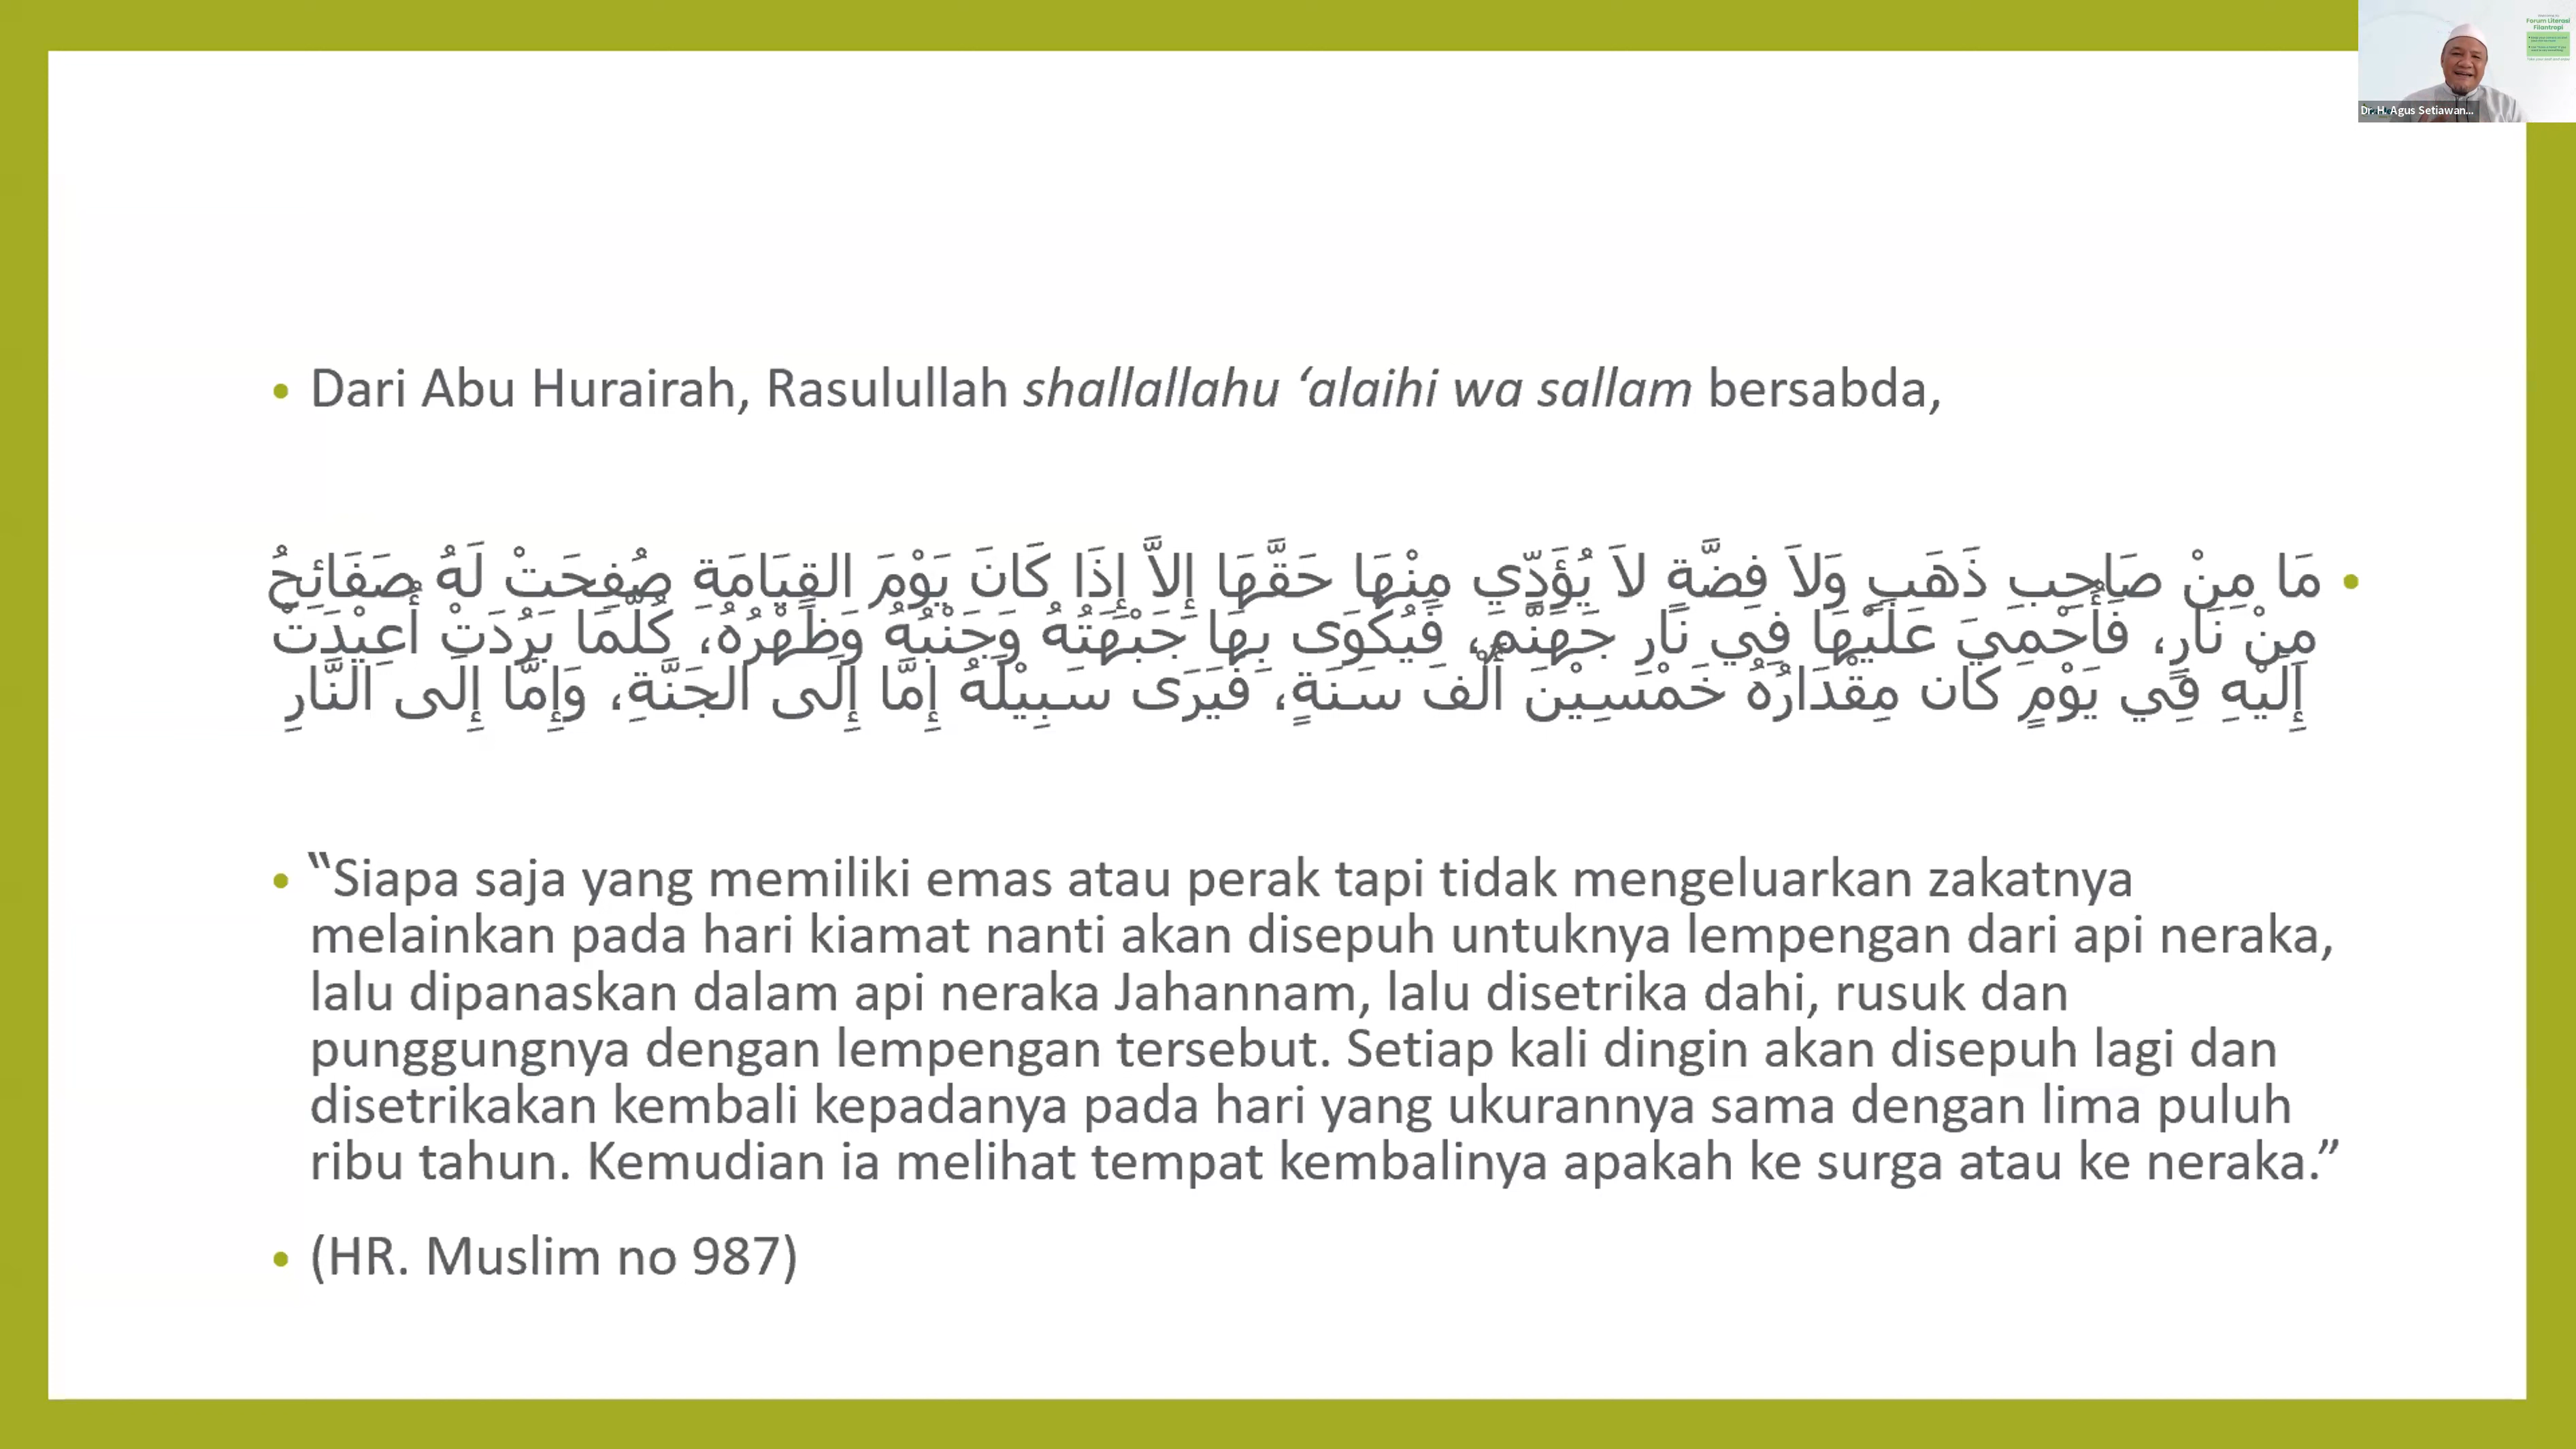 Forum Literasi
Filantropi
Dr. H. Agus Setiawan...
• Dari Abu Hurairah, Rasulullah shallallahu ‘alaihi wa sallam bersabda,
• مَا مِنْ صَاحِبِ ذَهَبٍ وَلاَ فِضَّةٍ لاَ يُؤَدِّي مِنْهَا حَقَّهَا إِلاَّ إِذَا كَانَ يَوْمَ القِيَامَةِ صُفِحَتْ لَهُ صَفَائِحُ
مِنْ نَارٍ، فَأُحْمِيَ عَلَيْهَا فِي نَارِ جَهَنَّمَ، فَيُكْوَى بِهَا جَبْهَتُهُ وَجَنْبُهُ وَظَهْرُهُ، كُلَّمَا بَرُدَتْ أُعِيْدَتْ
إِلَيْهِ فِي يَوْمٍ كَان مِقْدَارُهُ خَمْسِيْنَ أَلْفَ سَنَةٍ، فَيَرَى سَبِيْلَهُ إِمَّا إِلَى الجَنَّةِ، وَإِمَّا إِلَى النَّارِ
• “Siapa saja yang memiliki emas atau perak tapi tidak mengeluarkan zakatnya
melainkan pada hari kiamat nanti akan disepuh untuknya lempengan dari api neraka,
lalu dipanaskan dalam api neraka Jahannam, lalu disetrika dahi, rusuk dan
punggungnya dengan lempengan tersebut. Setiap kali dingin akan disepuh lagi dan
disetrikakan kembali kepadanya pada hari yang ukurannya sama dengan lima puluh
ribu tahun. Kemudian ia melihat tempat kembalinya apakah ke surga atau ke neraka.”
• (HR. Muslim no 987)